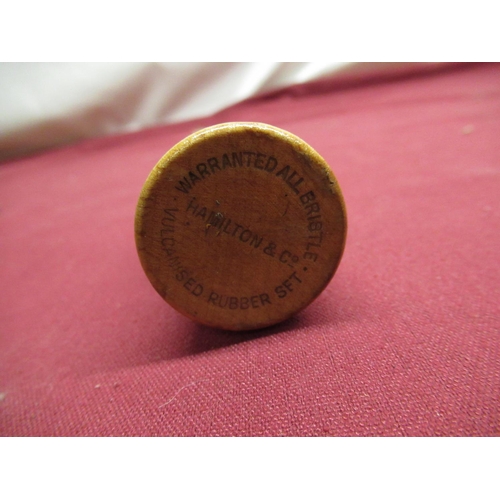 WARRANTED ALL BRISTLE
HAMILTON & Co
VULCANISED RUBBER SET